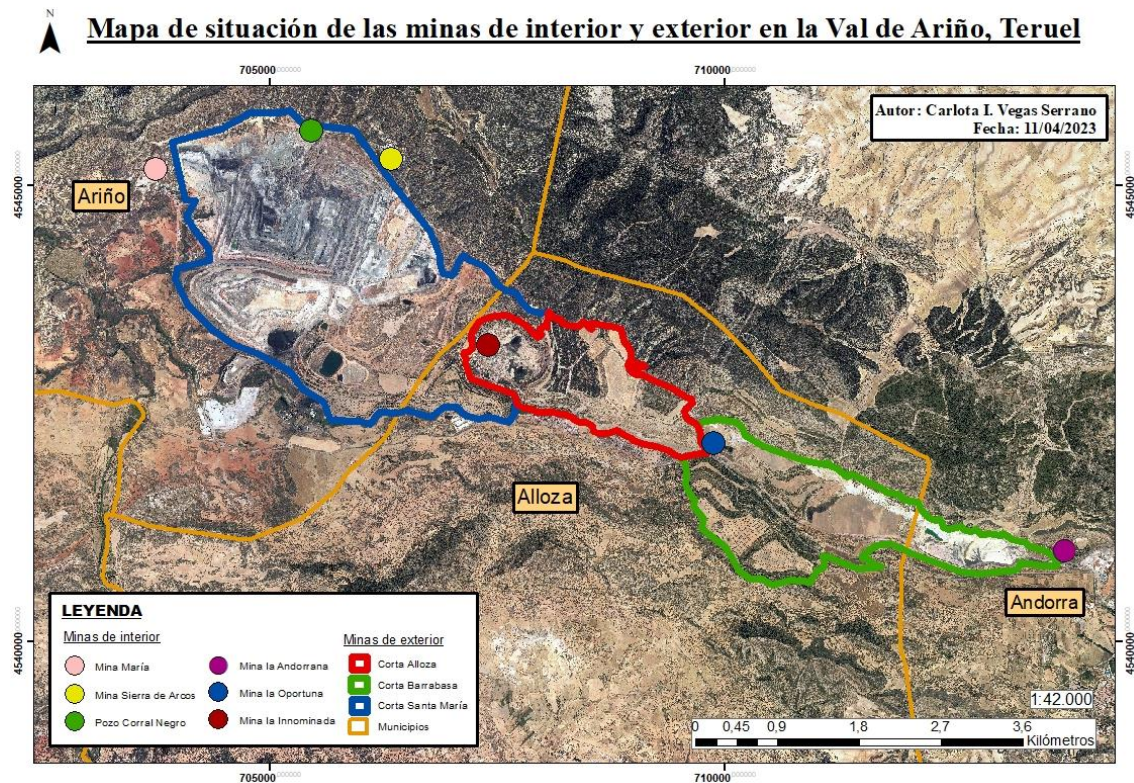 N
Mapa de situación de las minas de interior y exterior en la Val de Ariño, Teruel
705000 710000
Autor: Carlota I. Vegas Serrano
Fecha: 11/04/2023
4545000 4545000
Ariño
Alloza
Andorra
4540000 4540000
LEYENDA
Minas de interior
Mina María
Mina Sierra de Arcos
Pozo Corral Negro
Mina la Andorrana
Mina la Oportuna
Mina la Innominada
Minas de exterior
Corta Alloza
Corta Barrabasa
Corta Santa María
Municipios
1:42.000
0 0,45 0,9 1,8 2,7 3,6
Kilómetros
705000 710000